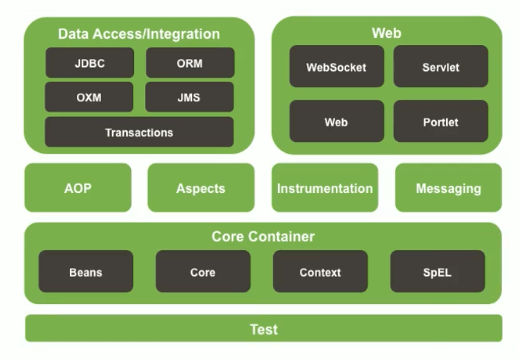 Data Access/Integration
JDBC
ORM
OXM
JMS
Transactions
Web
WebSocket
Servlet
Web
Portlet
AOP
Aspects
Instrumentation
Messaging
Core Container
Beans
Core
Context
SpEL
Test